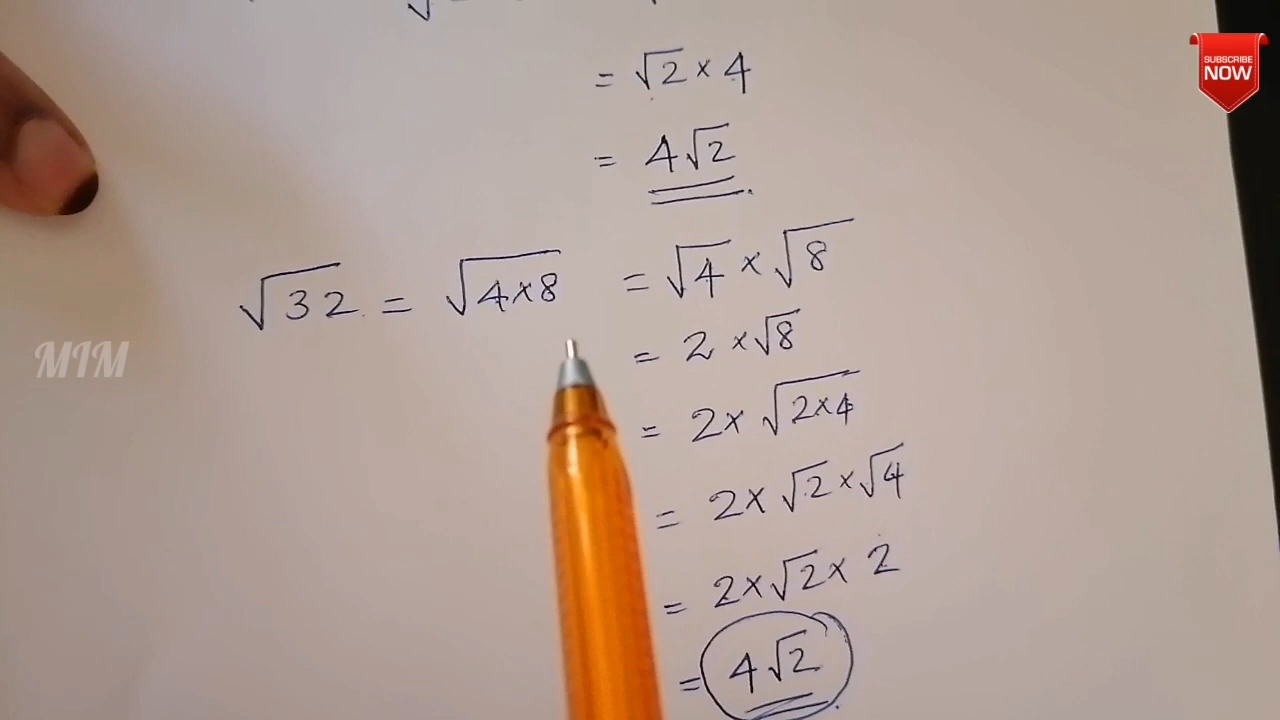 = √2 × 4
= 4√2
√32 = √4×8 = √4 × √8
= 2 × √8
= 2 × √2×4
= 2 × √2 × √4
= 2 × √2 × 2
= 4√2
MIM
SUBSCRIBE
NOW